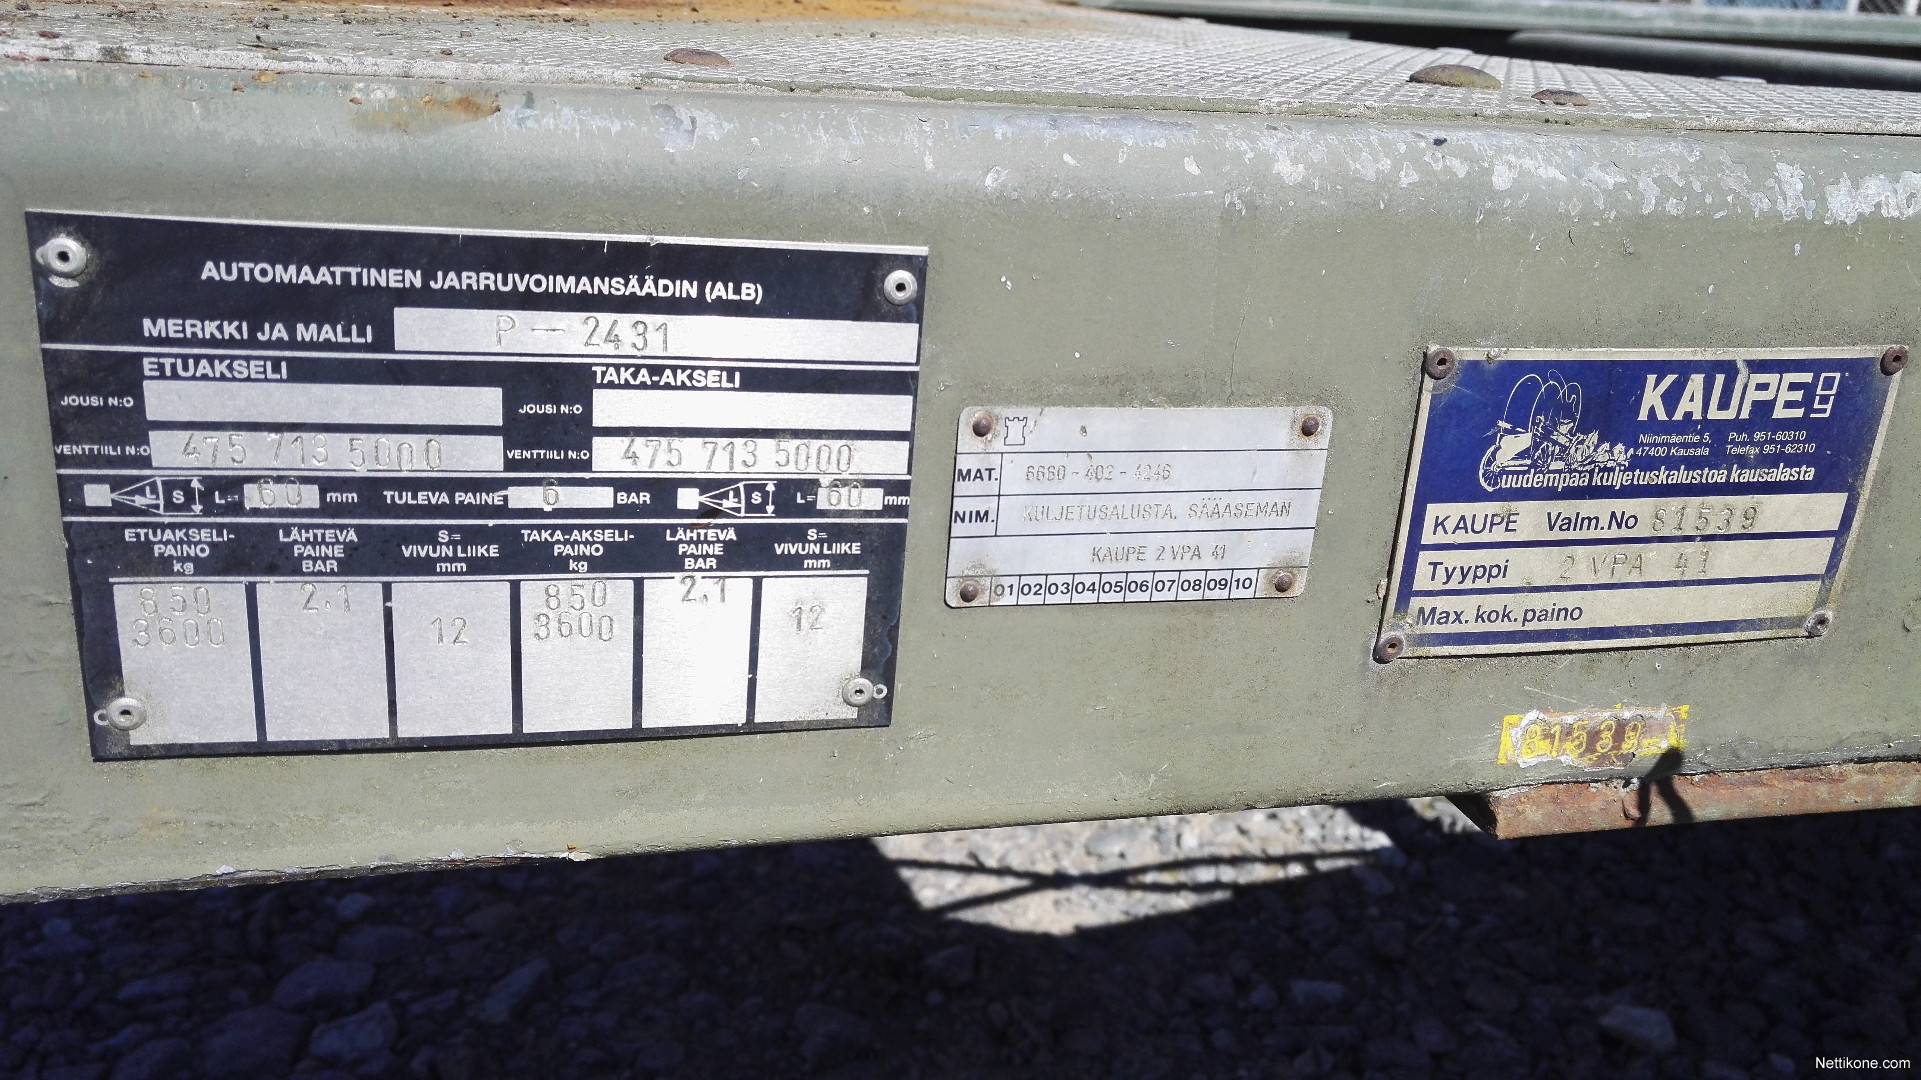 AUTOMAATTINEN JARRUVOIMANSÄÄDIN (ALB)
MERKKI JA MALLI P - 2431
ETUAKSELI TAKA-AKSELI
JOUSI N:O JOUSI N:O
VENTTIILI N:O 475 713 5000 VENTTIILI N:O 475 713 5000
L S L= 60 mm TULEVA PAINE 6 BAR L S L= 60 mm
ETUAKSELI- LÄHTEVÄ S= TAKA-AKSELI- LÄHTEVÄ S=
PAINO PAINE VIVUN LIIKE PAINO PAINE VIVUN LIIKE
kg BAR mm kg BAR mm
850 2.1 850 2.1
3600 12 3600 12
MAT. 6680-402-4246
NIM. KULJETUSALUSTA, SÄÄASEMAN
KAUPE 2 VPA 41
01 02 03 04 05 06 07 08 09 10
KAUPE OY
Niinimäentie 5, Puh. 951-60310
47400 Kausala Telefax 951-62310
Uudempaa kuljetuskalustoa kausalasta
KAUPE Valm.No 81539
Tyyppi 2 VPA 41
Max. kok. paino
81539
Nettikone.com